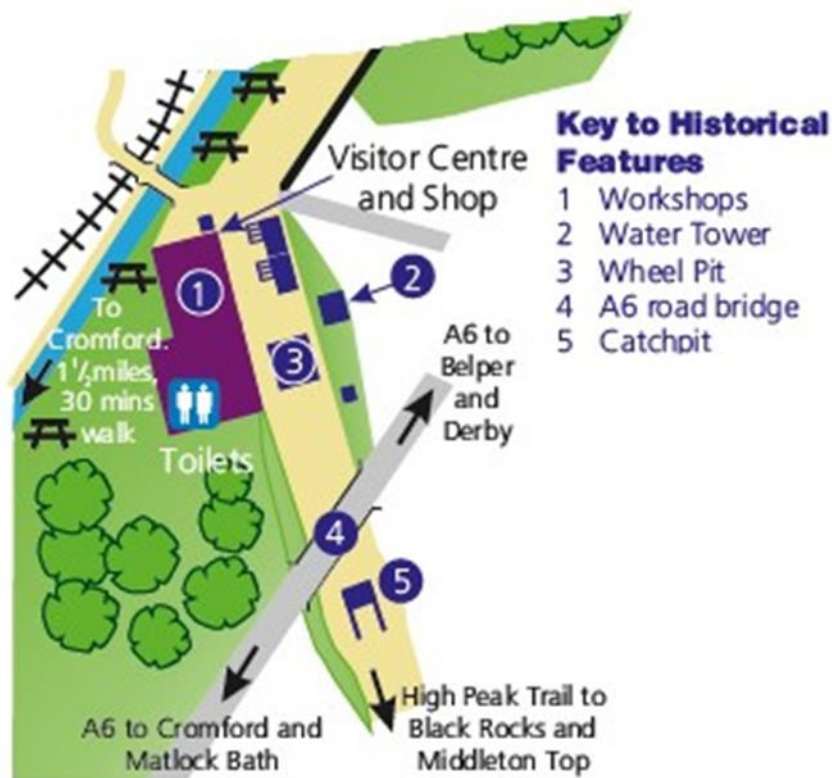 Visitor Centre
and Shop
Key to Historical
Features
1 Workshops
2 Water Tower
3 Wheel Pit
4 A6 road bridge
5 Catchpit
1
2
3
To
Cromford.
1½miles,
30 mins
walk
A6 to
Belper
and
Derby
Toilets
4
5
A6 to Cromford and
Matlock Bath
High Peak Trail to
Black Rocks and
Middleton Top